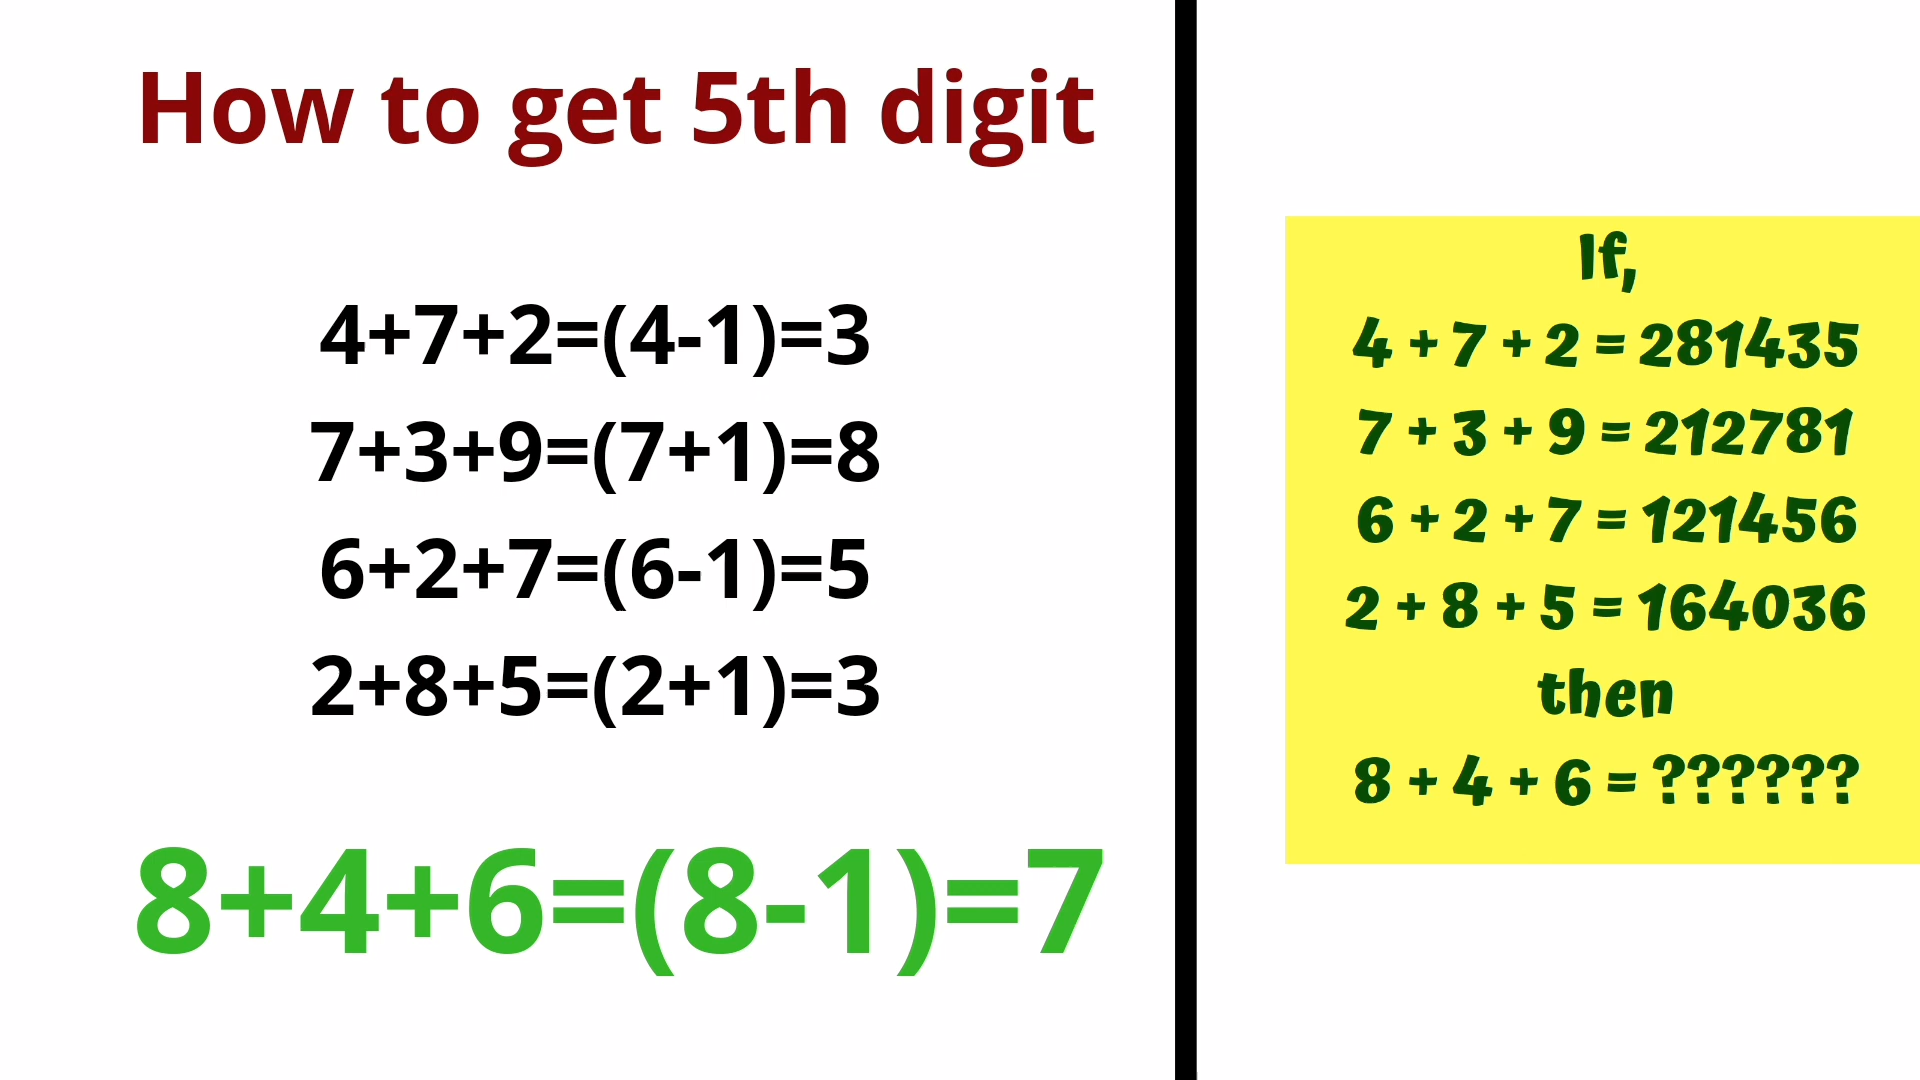 How to get 5th digit
4+7+2=(4-1)=3
7+3+9=(7+1)=8
6+2+7=(6-1)=5
2+8+5=(2+1)=3
8+4+6=(8-1)=7
If,
4 + 7 + 2 = 281435
7 + 3 + 9 = 212781
6 + 2 + 7 = 121456
2 + 8 + 5 = 164036
then
8 + 4 + 6 = ??????